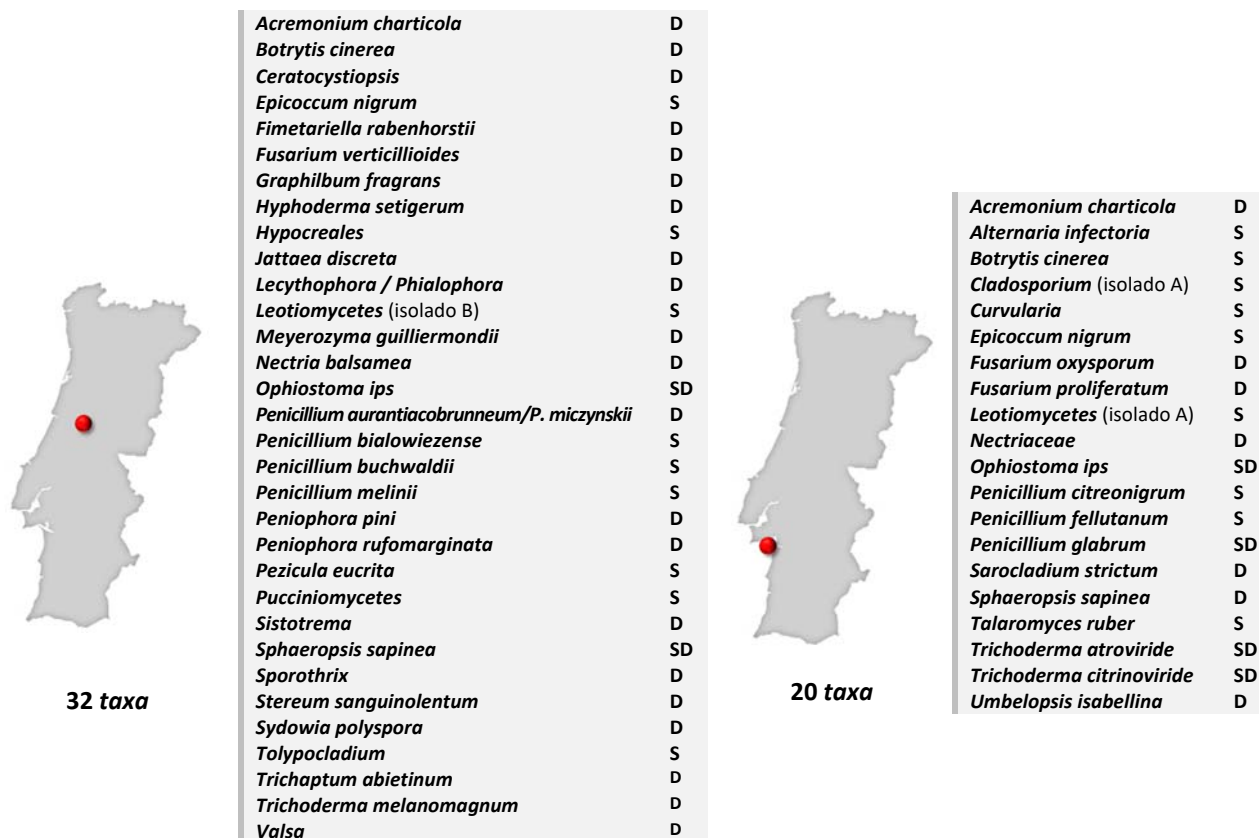 Acremonium charticola D
Botrytis cinerea D
Ceratocystiopsis D
Epicoccum nigrum S
Fimetariella rabenhorstii D
Fusarium verticillioides D
Graphilbum fragrans D
Hyphoderma setigerum D
Hypocreales S
Jattaea discreta D
Lecythophora / Phialophora D
Leotiomycetes (isolado B) S
Meyerozyma guilliermondii D
Nectria balsamea D
Ophiostoma ips SD
Penicillium aurantiacobrunneum/P. miczynskii D
Penicillium bialowiezense S
Penicillium buchwaldii S
Penicillium melinii S
Peniophora pini D
Peniophora rufomarginata D
Pezicula eucrita S
Pucciniomycetes S
Sistotrema D
Sphaeropsis sapinea SD
Sporothrix D
Stereum sanguinolentum D
Sydowia polyspora D
Tolypocladium S
Trichaptum abietinum D
Trichoderma melanomagnum D
Valsa D
32 taxa
Acremonium charticola D
Alternaria infectoria S
Botrytis cinerea S
Cladosporium (isolado A) S
Curvularia S
Epicoccum nigrum S
Fusarium oxysporum D
Fusarium proliferatum D
Leotiomycetes (isolado A) S
Nectriaceae D
Ophiostoma ips SD
Penicillium citreonigrum S
Penicillium fellutanum S
Penicillium glabrum SD
Sarocladium strictum D
Sphaeropsis sapinea D
Talaromyces ruber S
Trichoderma atroviride SD
Trichoderma citrinoviride SD
Umbelopsis isabellina D
20 taxa